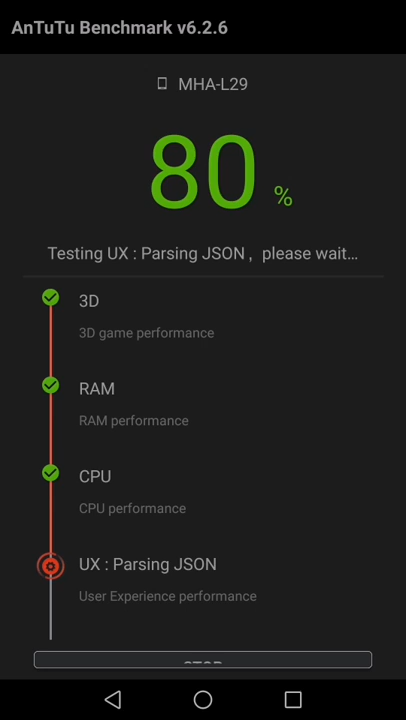 AnTuTu Benchmark v6.2.6
MHA-L29
80 %
Testing UX : Parsing JSON , please wait...
3D
3D game performance
RAM
RAM performance
CPU
CPU performance
UX : Parsing JSON
User Experience performance
STOP